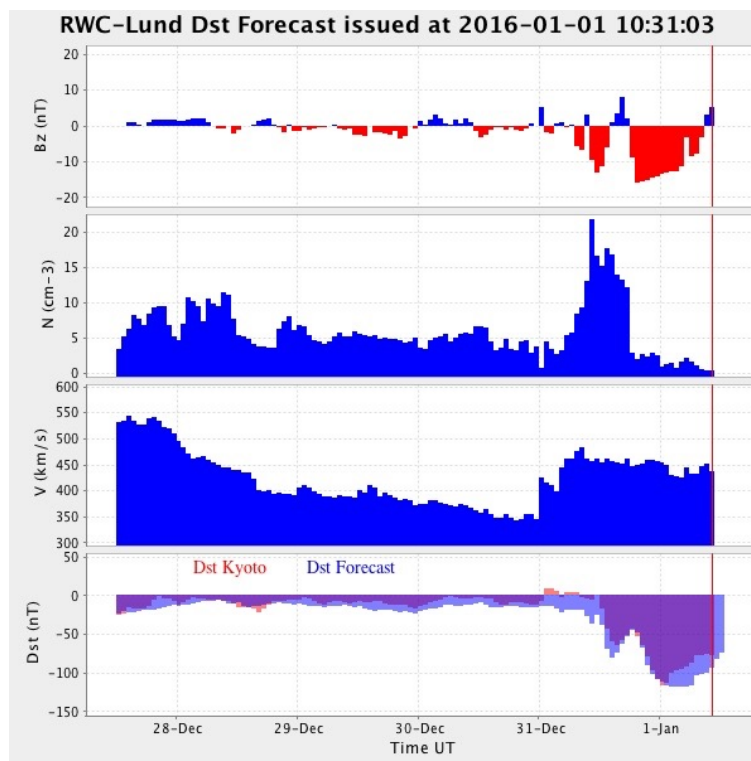 RWC-Lund Dst Forecast issued at 2016-01-01 10:31:03
20
10
0
-10
-20
Bz (nT)
20
15
10
5
0
N (cm-3)
600
550
500
450
400
350
300
V (km/s)
Dst Kyoto Dst Forecast
50
0
-50
-100
-150
Dst (nT)
28-Dec 29-Dec 30-Dec 31-Dec 1-Jan
Time UT